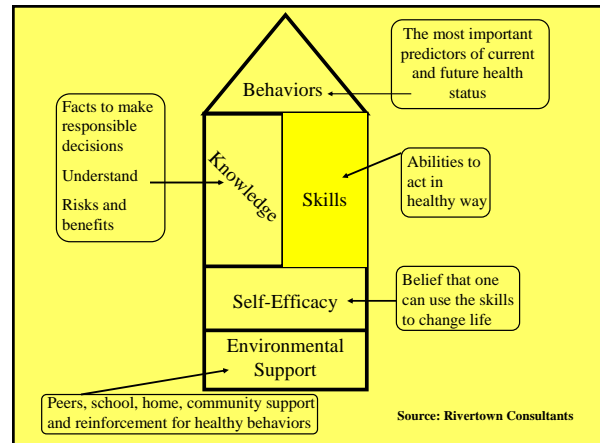 The most important
predictors of current
and future health
status
Behaviors
Facts to make
responsible
decisions
Understand
Risks and
benefits
Knowledge
Skills
Abilities to
act in
healthy way
Self-Efficacy
Belief that one
can use the skills
to change life
Environmental
Support
Peers, school, home, community support
and reinforcement for healthy behaviors
Source: Rivertown Consultants